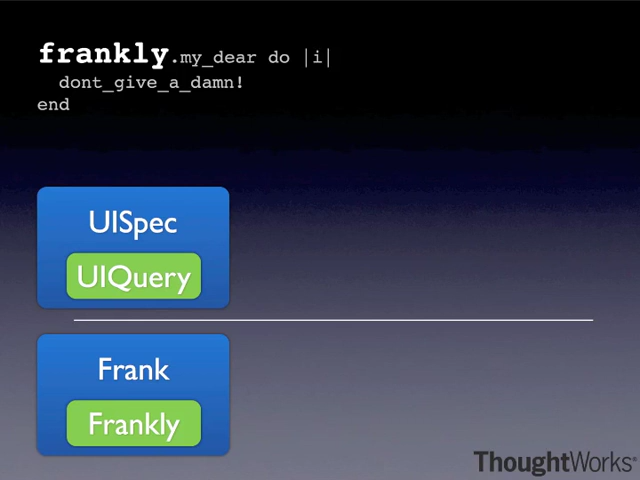 frankly.my_dear do |i|
dont_give_a_damn!
end
UISpec
UIQuery
Frank
Frankly
ThoughtWorks®